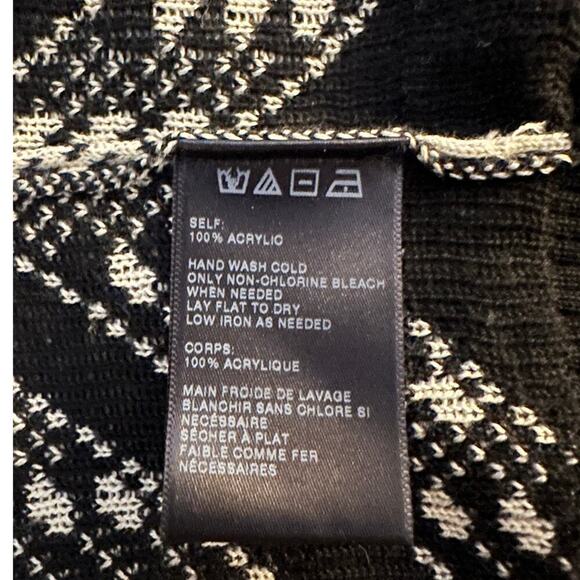 SELF:
100% ACRYLIC
HAND WASH COLD
ONLY NON-CHLORINE BLEACH
WHEN NEEDED
LAY FLAT TO DRY
LOW IRON AS NEEDED
CORPS:
100% ACRYLIQUE
MAIN FROIDE DE LAVAGE
BLANCHIR SANS CHLORE SI
NÉCESSAIRE
SÉCHER À PLAT
FAIBLE COMME FER
NÉCESSAIRES